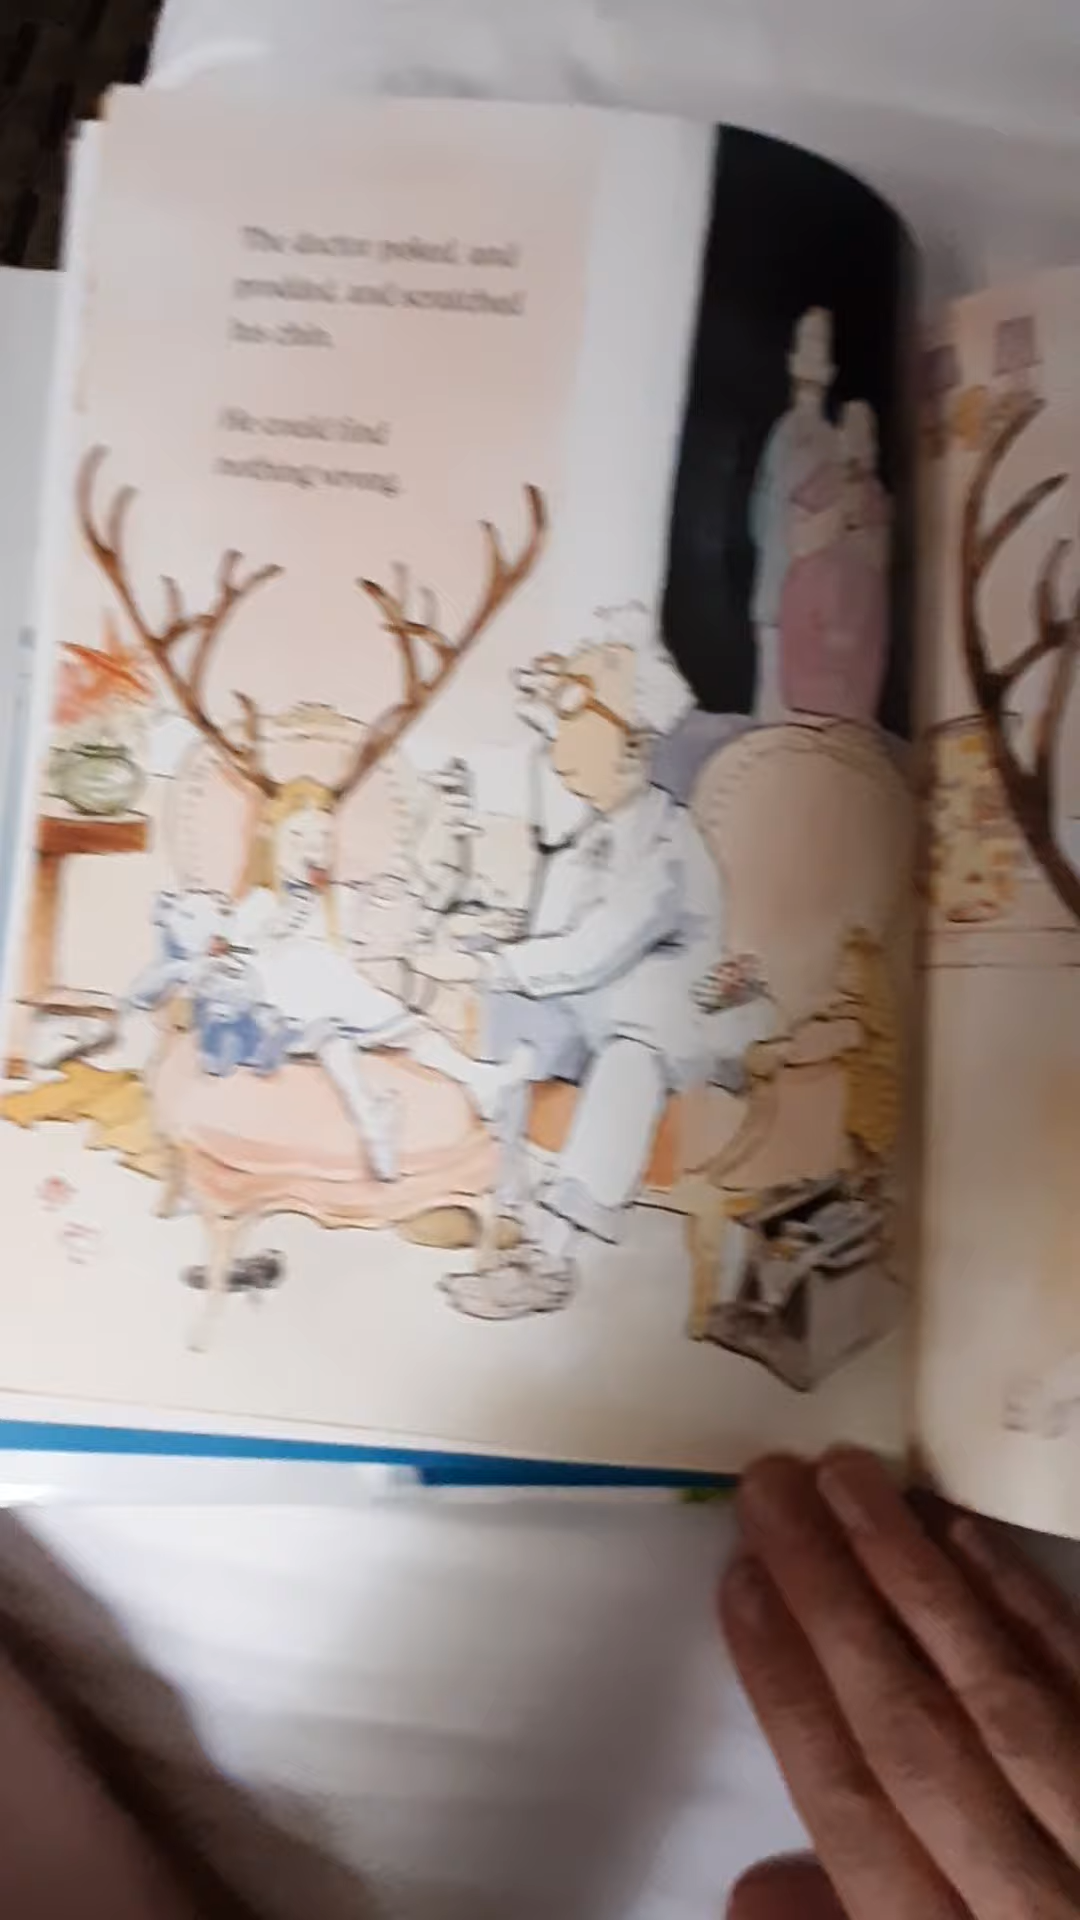 The doctor poked, and
prodded, and scratched
his chin.
He could find
nothing wrong.